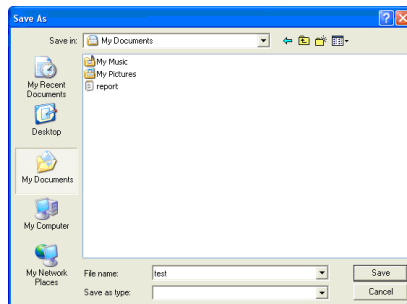 Save As
Save in: My Documents
My Recent
Documents
Desktop
My Documents
My Computer
My Network
Places
My Music
My Pictures
report
File name: test Save
Save as type: Cancel